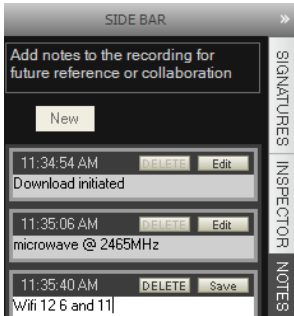 SIDE BAR »
Add notes to the recording for
future reference or collaboration
New
11:34:54 AM DELETE Edit
Download initiated
11:35:06 AM DELETE Edit
microwave @ 2465MHz
11:35:40 AM DELETE Save
Wifi 12 6 and 11
SIGNATURES
INSPECTOR
NOTES